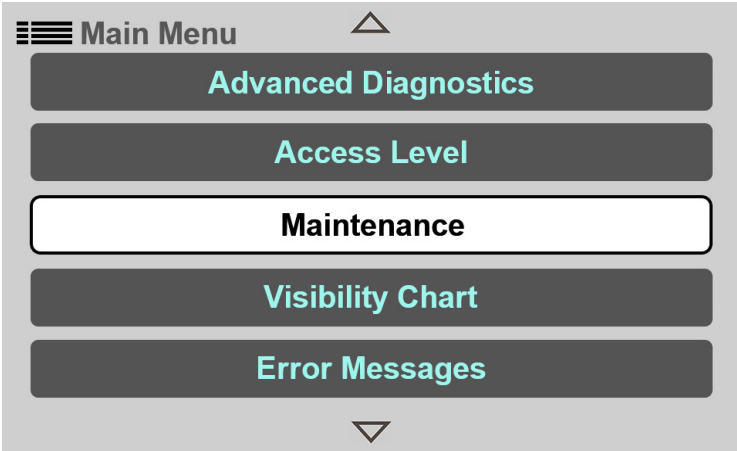 Main Menu
Advanced Diagnostics
Access Level
Maintenance
Visibility Chart
Error Messages